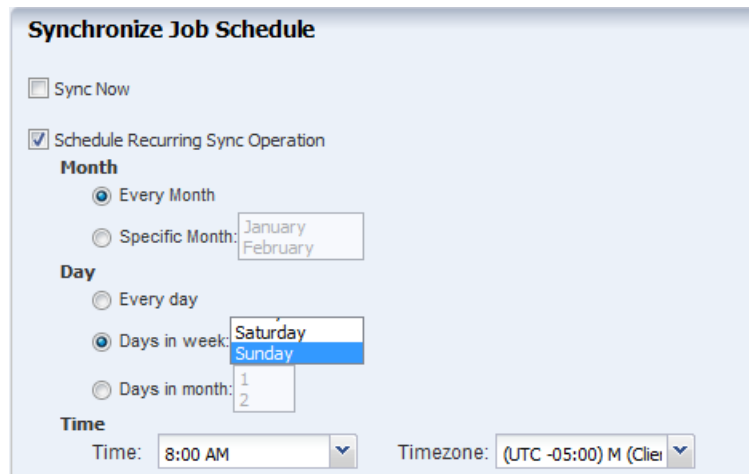 Synchronize Job Schedule
Sync Now
Schedule Recurring Sync Operation
Month
Every Month
Specific Month: January
February
Day
Every day
Days in week: Saturday
Sunday
Days in month: 1
2
Time
Time: 8:00 AM Timezone: (UTC -05:00) M (Clie